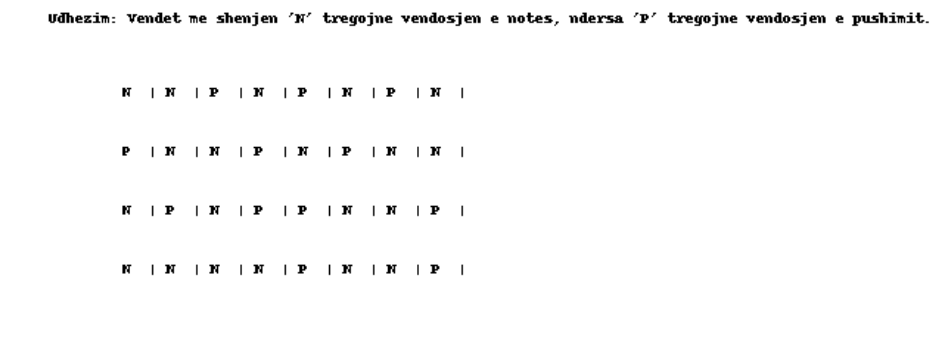 Udhezim: Vendet me shenjen 'N' tregojne vendosjen e notes, ndersa 'P' tregojne vendosjen e pushimit.
N | N | P | N | P | N | P | N |
P | N | N | P | N | P | N | N |
N | P | N | P | P | N | N | P |
N | N | N | N | P | N | N | P |